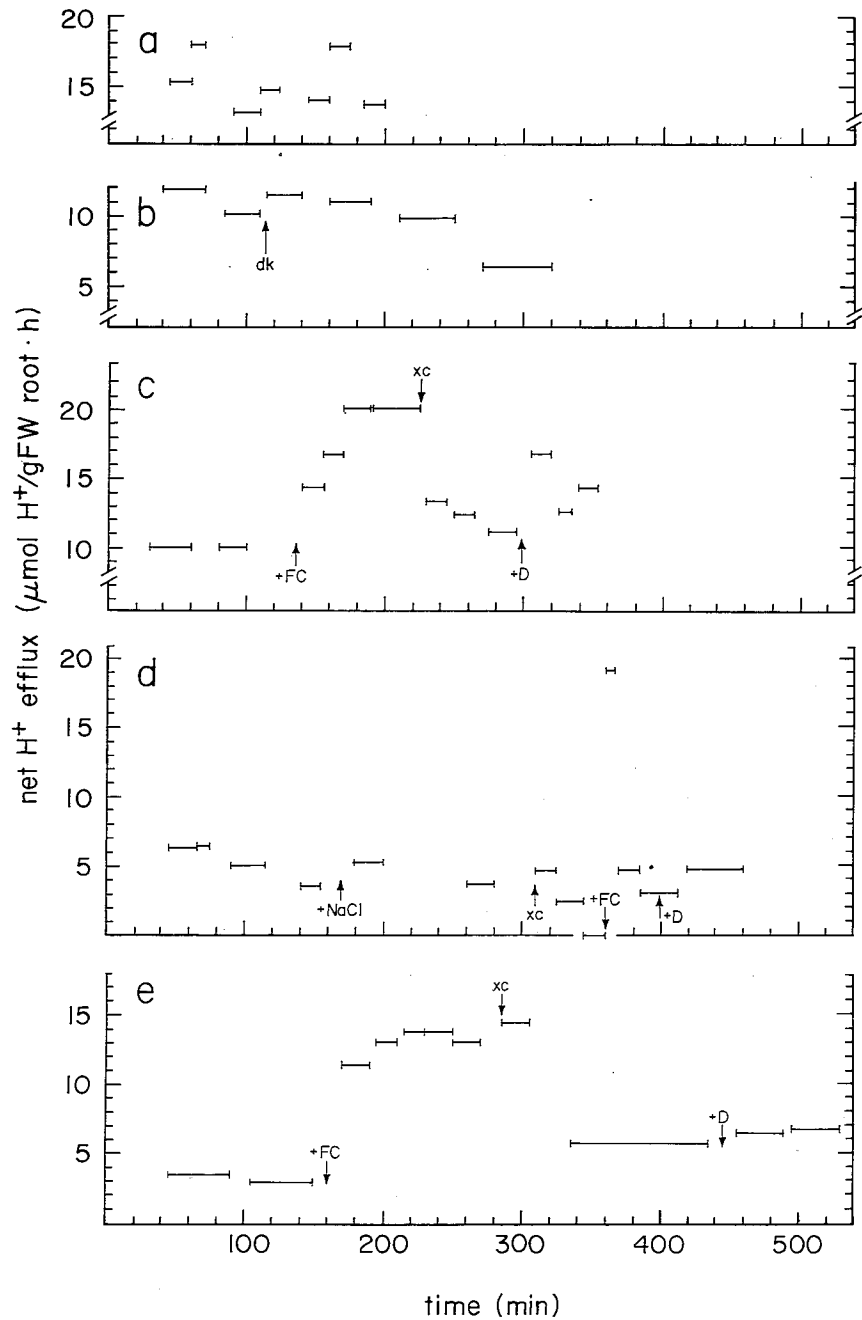 20
15
a
10
5
b
dk
20
15
10
c
+FC
xc
+D
20
15
10
5
d
+NaCl
xc
+FC
+D
15
10
5
e
+FC
xc
+D
100 200 300 400 500
time (min)
net H+ efflux (μmol H+/gFW root·h)